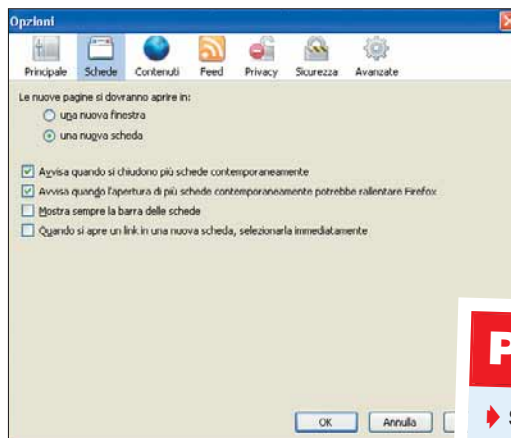 Opzioni
Principale Schede Contenuti Feed Privacy Sicurezza Avanzate
Le nuove pagine si dovranno aprire in:
una nuova finestra
una nuova scheda
Avvisa quando si chiudono più schede contemporaneamente
Avvisa quando l'apertura di più schede contemporaneamente potrebbe rallentare Firefox
Mostra sempre la barra delle schede
Quando si apre un link in una nuova scheda, selezionarla immediatamente
OK Annulla
P
S